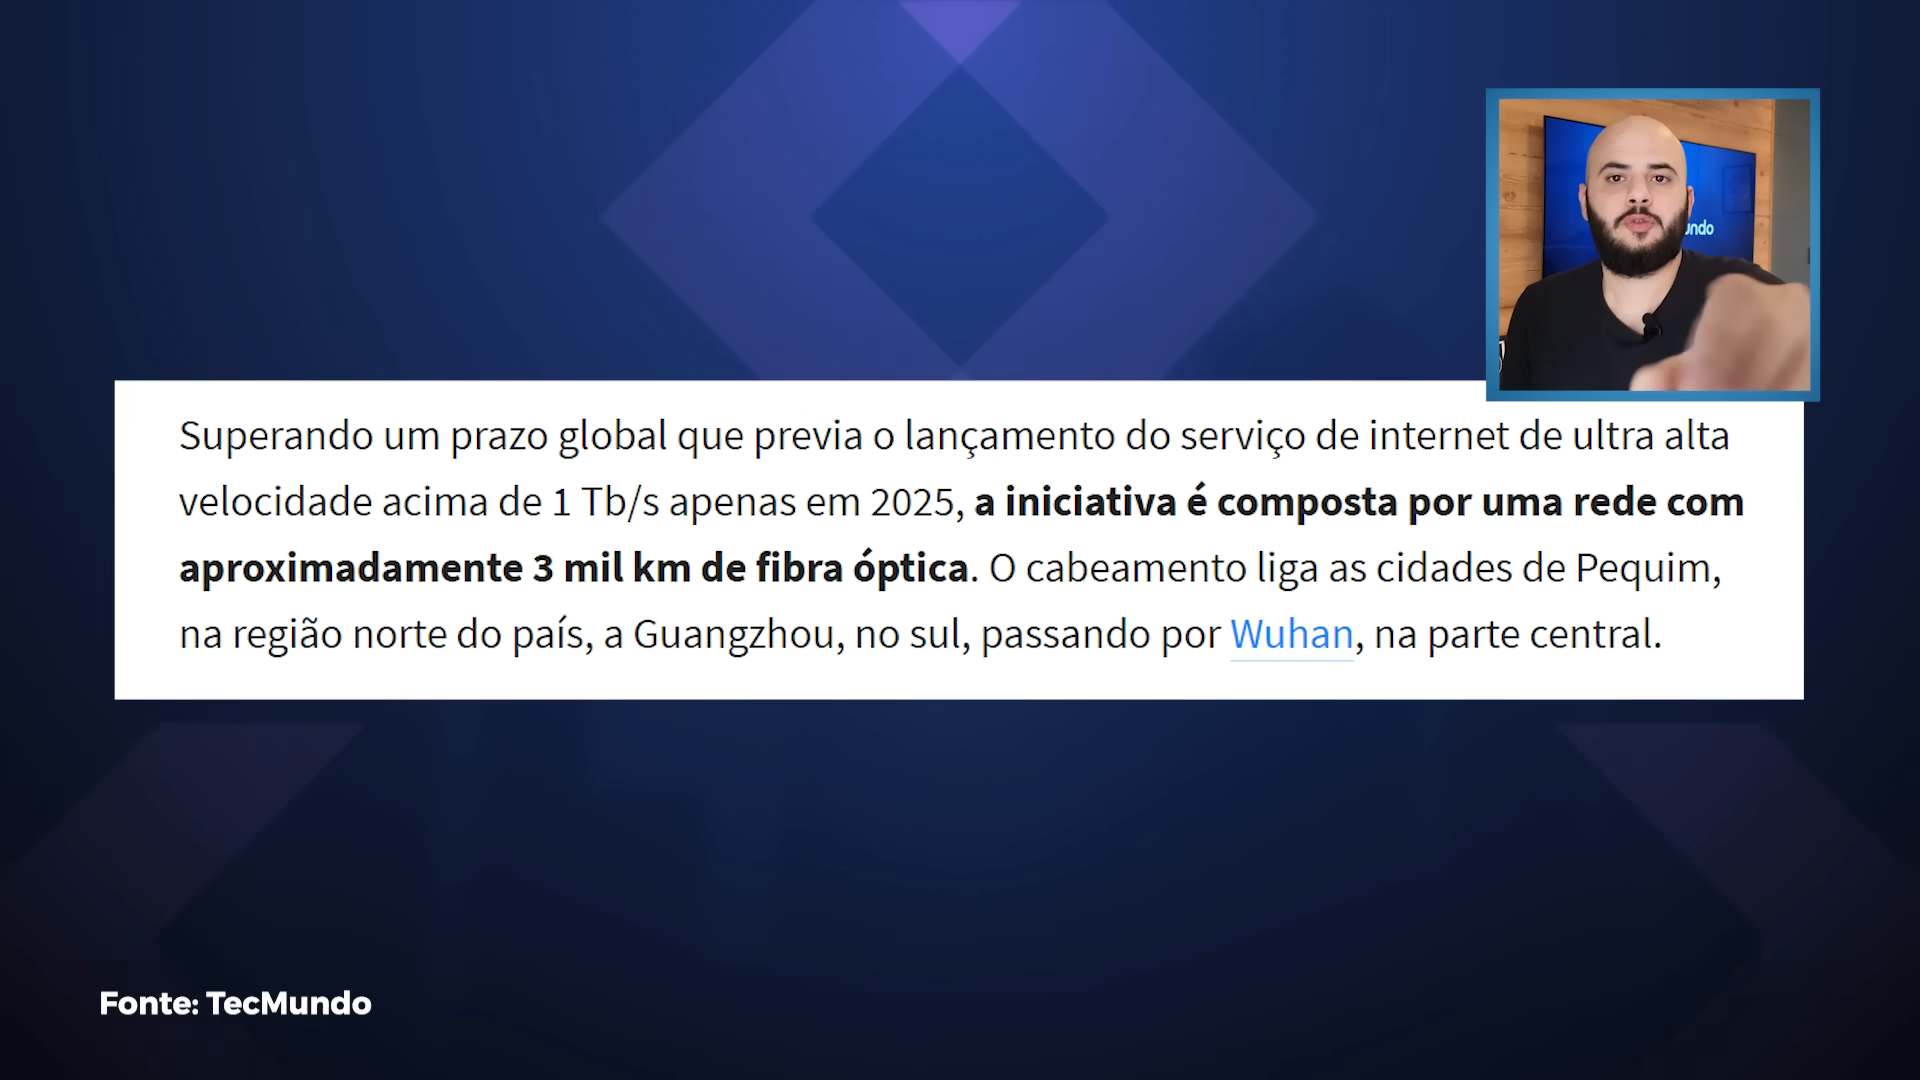 undo
Superando um prazo global que previa o lançamento do serviço de internet de ultra alta
velocidade acima de 1 Tb/s apenas em 2025, a iniciativa é composta por uma rede com
aproximadamente 3 mil km de fibra óptica. O cabeamento liga as cidades de Pequim,
na região norte do país, a Guangzhou, no sul, passando por Wuhan, na parte central.
Fonte: TecMundo